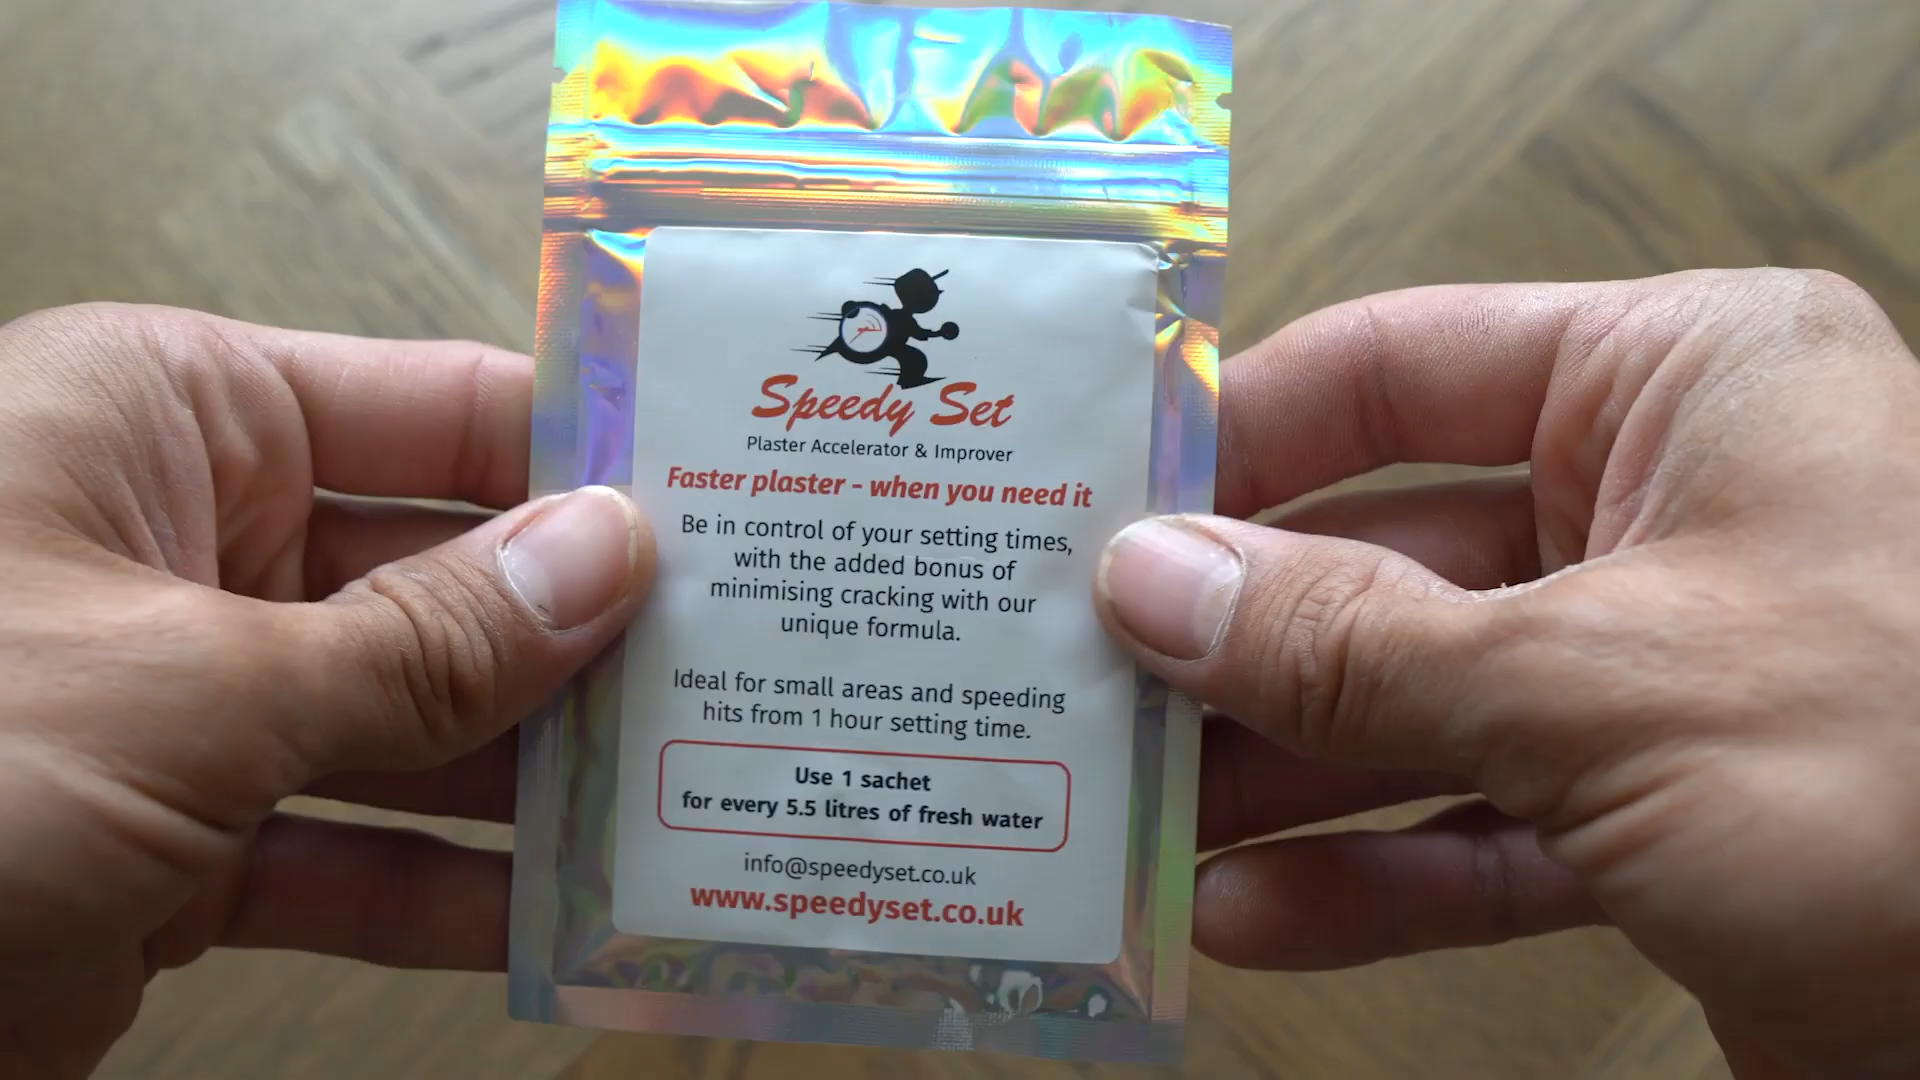 Speedy Set
Plaster Accelerator & Improver
Faster plaster - when you need it
Be in control of your setting times,
with the added bonus of
minimising cracking with our
unique formula.
Ideal for small areas and speeding
hits from 1 hour setting time.
Use 1 sachet
for every 5.5 litres of fresh water
info@speedyset.co.uk
www.speedyset.co.uk